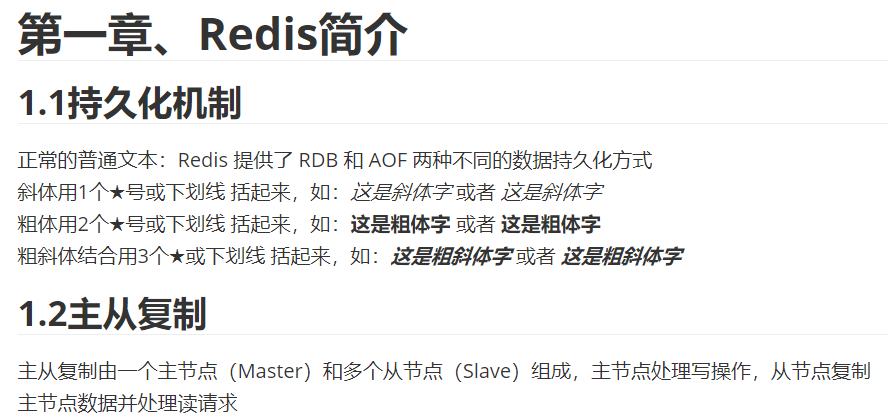 第一章、Redis简介
1.1持久化机制
正常的普通文本：Redis 提供了 RDB 和 AOF 两种不同的数据持久化方式
斜体用1个★号或下划线 括起来，如：这是斜体字 或者 这是斜体字
粗体用2个★号或下划线 括起来，如：这是粗体字 或者 这是粗体字
粗斜体结合用3个★或下划线 括起来，如：这是粗斜体字 或者 这是粗斜体字
1.2主从复制
主从复制由一个主节点（Master）和多个从节点（Slave）组成，主节点处理写操作，从节点复制
主节点数据并处理读请求